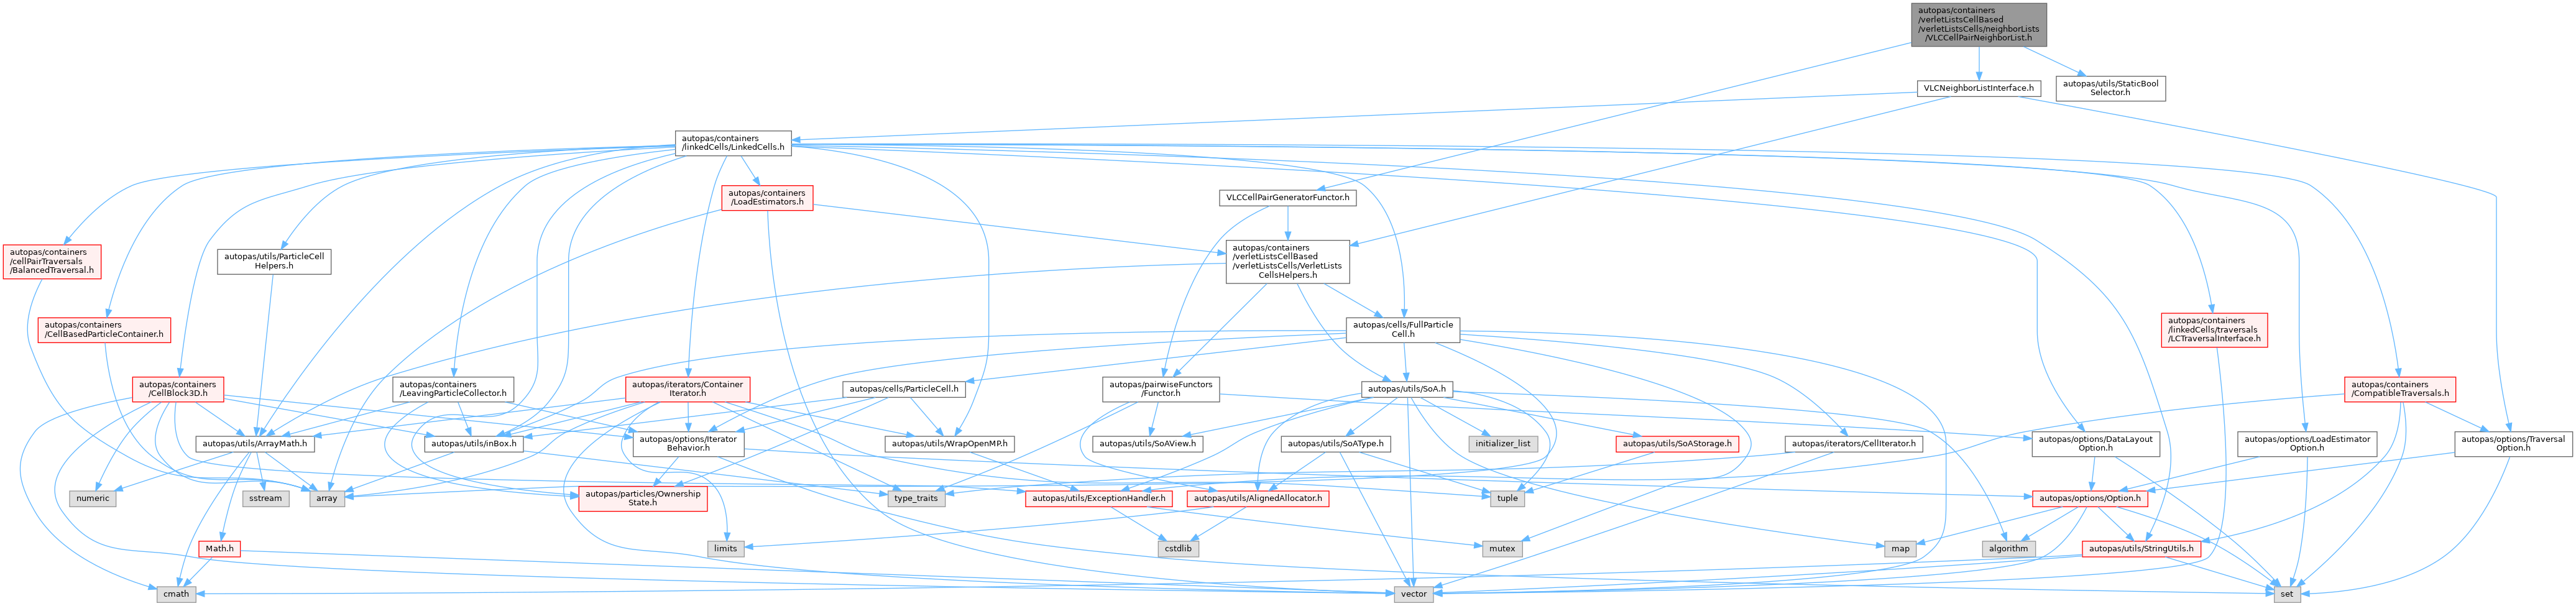 autopas/containers
/verletListsCellBased
/verletListsCells/neighborLists
/VLCCellPairNeighborList.h
VLCNeighborListInterface.h
autopas/utils/StaticBool
Selector.h
autopas/containers
/linkedCells/LinkedCells.h
autopas/containers
/LoadEstimators.h
VLCCellPairGeneratorFunctor.h
autopas/containers
/cellPairTraversals
/BalancedTraversal.h
autopas/utils/ParticleCell
Helpers.h
autopas/containers
/verletListsCellBased
/verletListsCells/VerletLists
CellsHelpers.h
autopas/containers
/CellBasedParticleContainer.h
autopas/cells/FullParticle
Cell.h
autopas/containers
/linkedCells/traversals
/LCTraversalInterface.h
autopas/containers
/CellBlock3D.h
autopas/containers
/LeavingParticleCollector.h
autopas/iterators/Container
Iterator.h
autopas/cells/ParticleCell.h
autopas/pairwiseFunctors
/Functor.h
autopas/utils/SoA.h
autopas/containers
/CompatibleTraversals.h
autopas/utils/ArrayMath.h
autopas/utils/inBox.h
autopas/options/Iterator
Behavior.h
autopas/utils/WrapOpenMP.h
autopas/utils/SoAView.h
autopas/utils/SoAType.h
initializer_list
autopas/utils/SoAStorage.h
autopas/iterators/CellIterator.h
autopas/options/DataLayout
Option.h
autopas/options/LoadEstimator
Option.h
autopas/options/Traversal
Option.h
numeric
sstream
array
autopas/particles/Ownership
State.h
type_traits
autopas/utils/ExceptionHandler.h
autopas/utils/AlignedAllocator.h
tuple
autopas/options/Option.h
Math.h
limits
cstdlib
mutex
map
algorithm
autopas/utils/StringUtils.h
cmath
vector
set